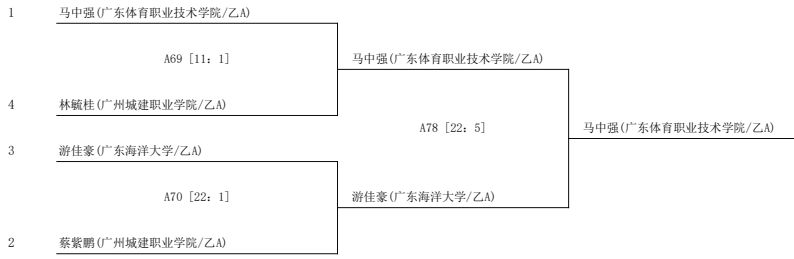 1 马中强(广东体育职业技术学院/乙A)
A69 [11: 1]
马中强(广东体育职业技术学院/乙A)
4 林毓桂(广州城建职业学院/乙A)
A78 [22: 5]
马中强(广东体育职业技术学院/乙A)
3 游佳豪(广东海洋大学/乙A)
A70 [22: 1]
游佳豪(广东海洋大学/乙A)
2 蔡紫鹏(广州城建职业学院/乙A)